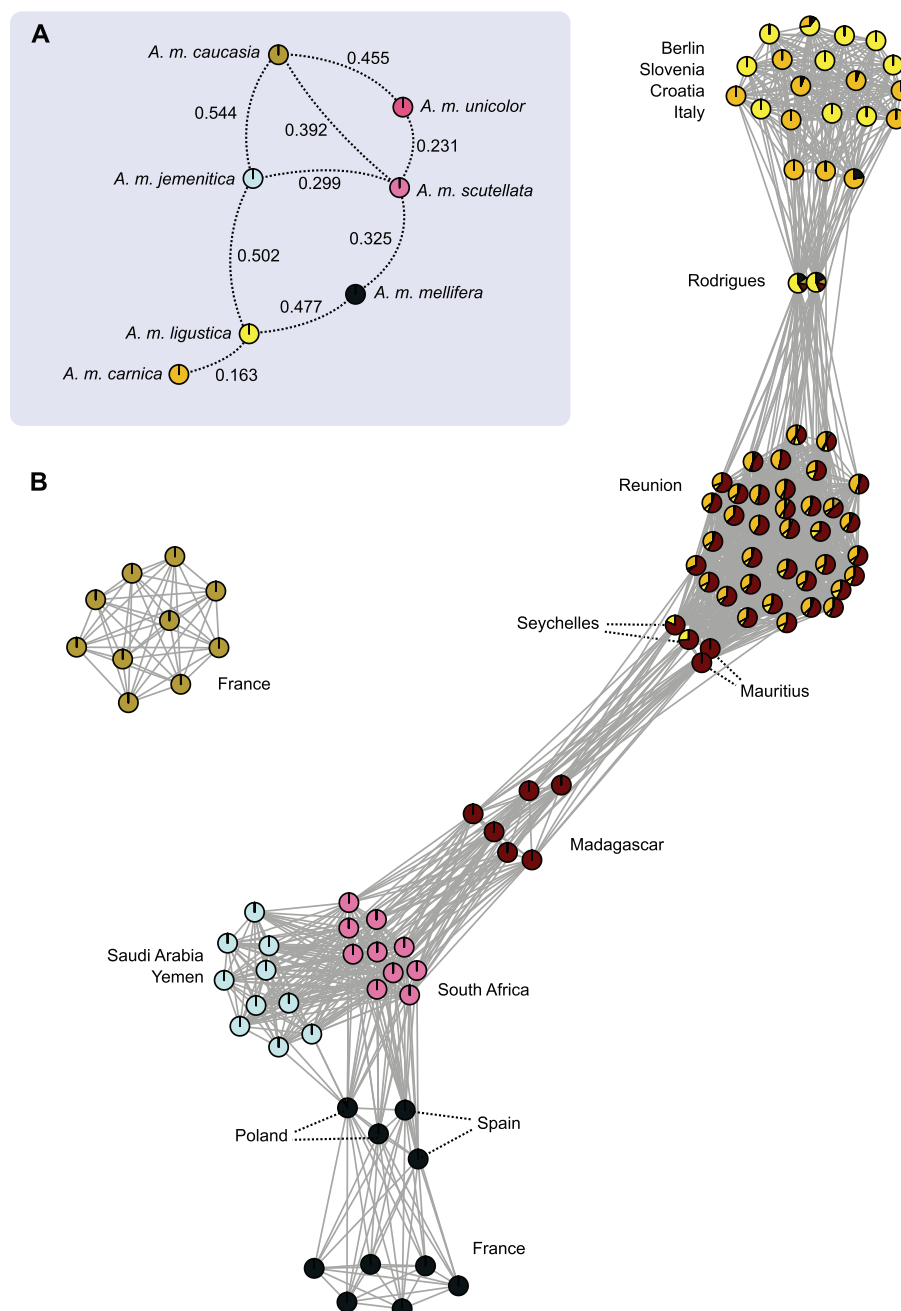 A
A. m. caucasia
0.455
A. m. unicolor
0.544
0.392
0.231
A. m. jemenitica
0.299
A. m. scutellata
0.325
0.502
A. m. mellifera
0.477
A. m. ligustica
A. m. carnica
0.163
Berlin
Slovenia
Croatia
Italy
Rodrigues
B
Reunion
Seychelles
France
Mauritius
Madagascar
Saudi Arabia
Yemen
South Africa
Poland
Spain
France